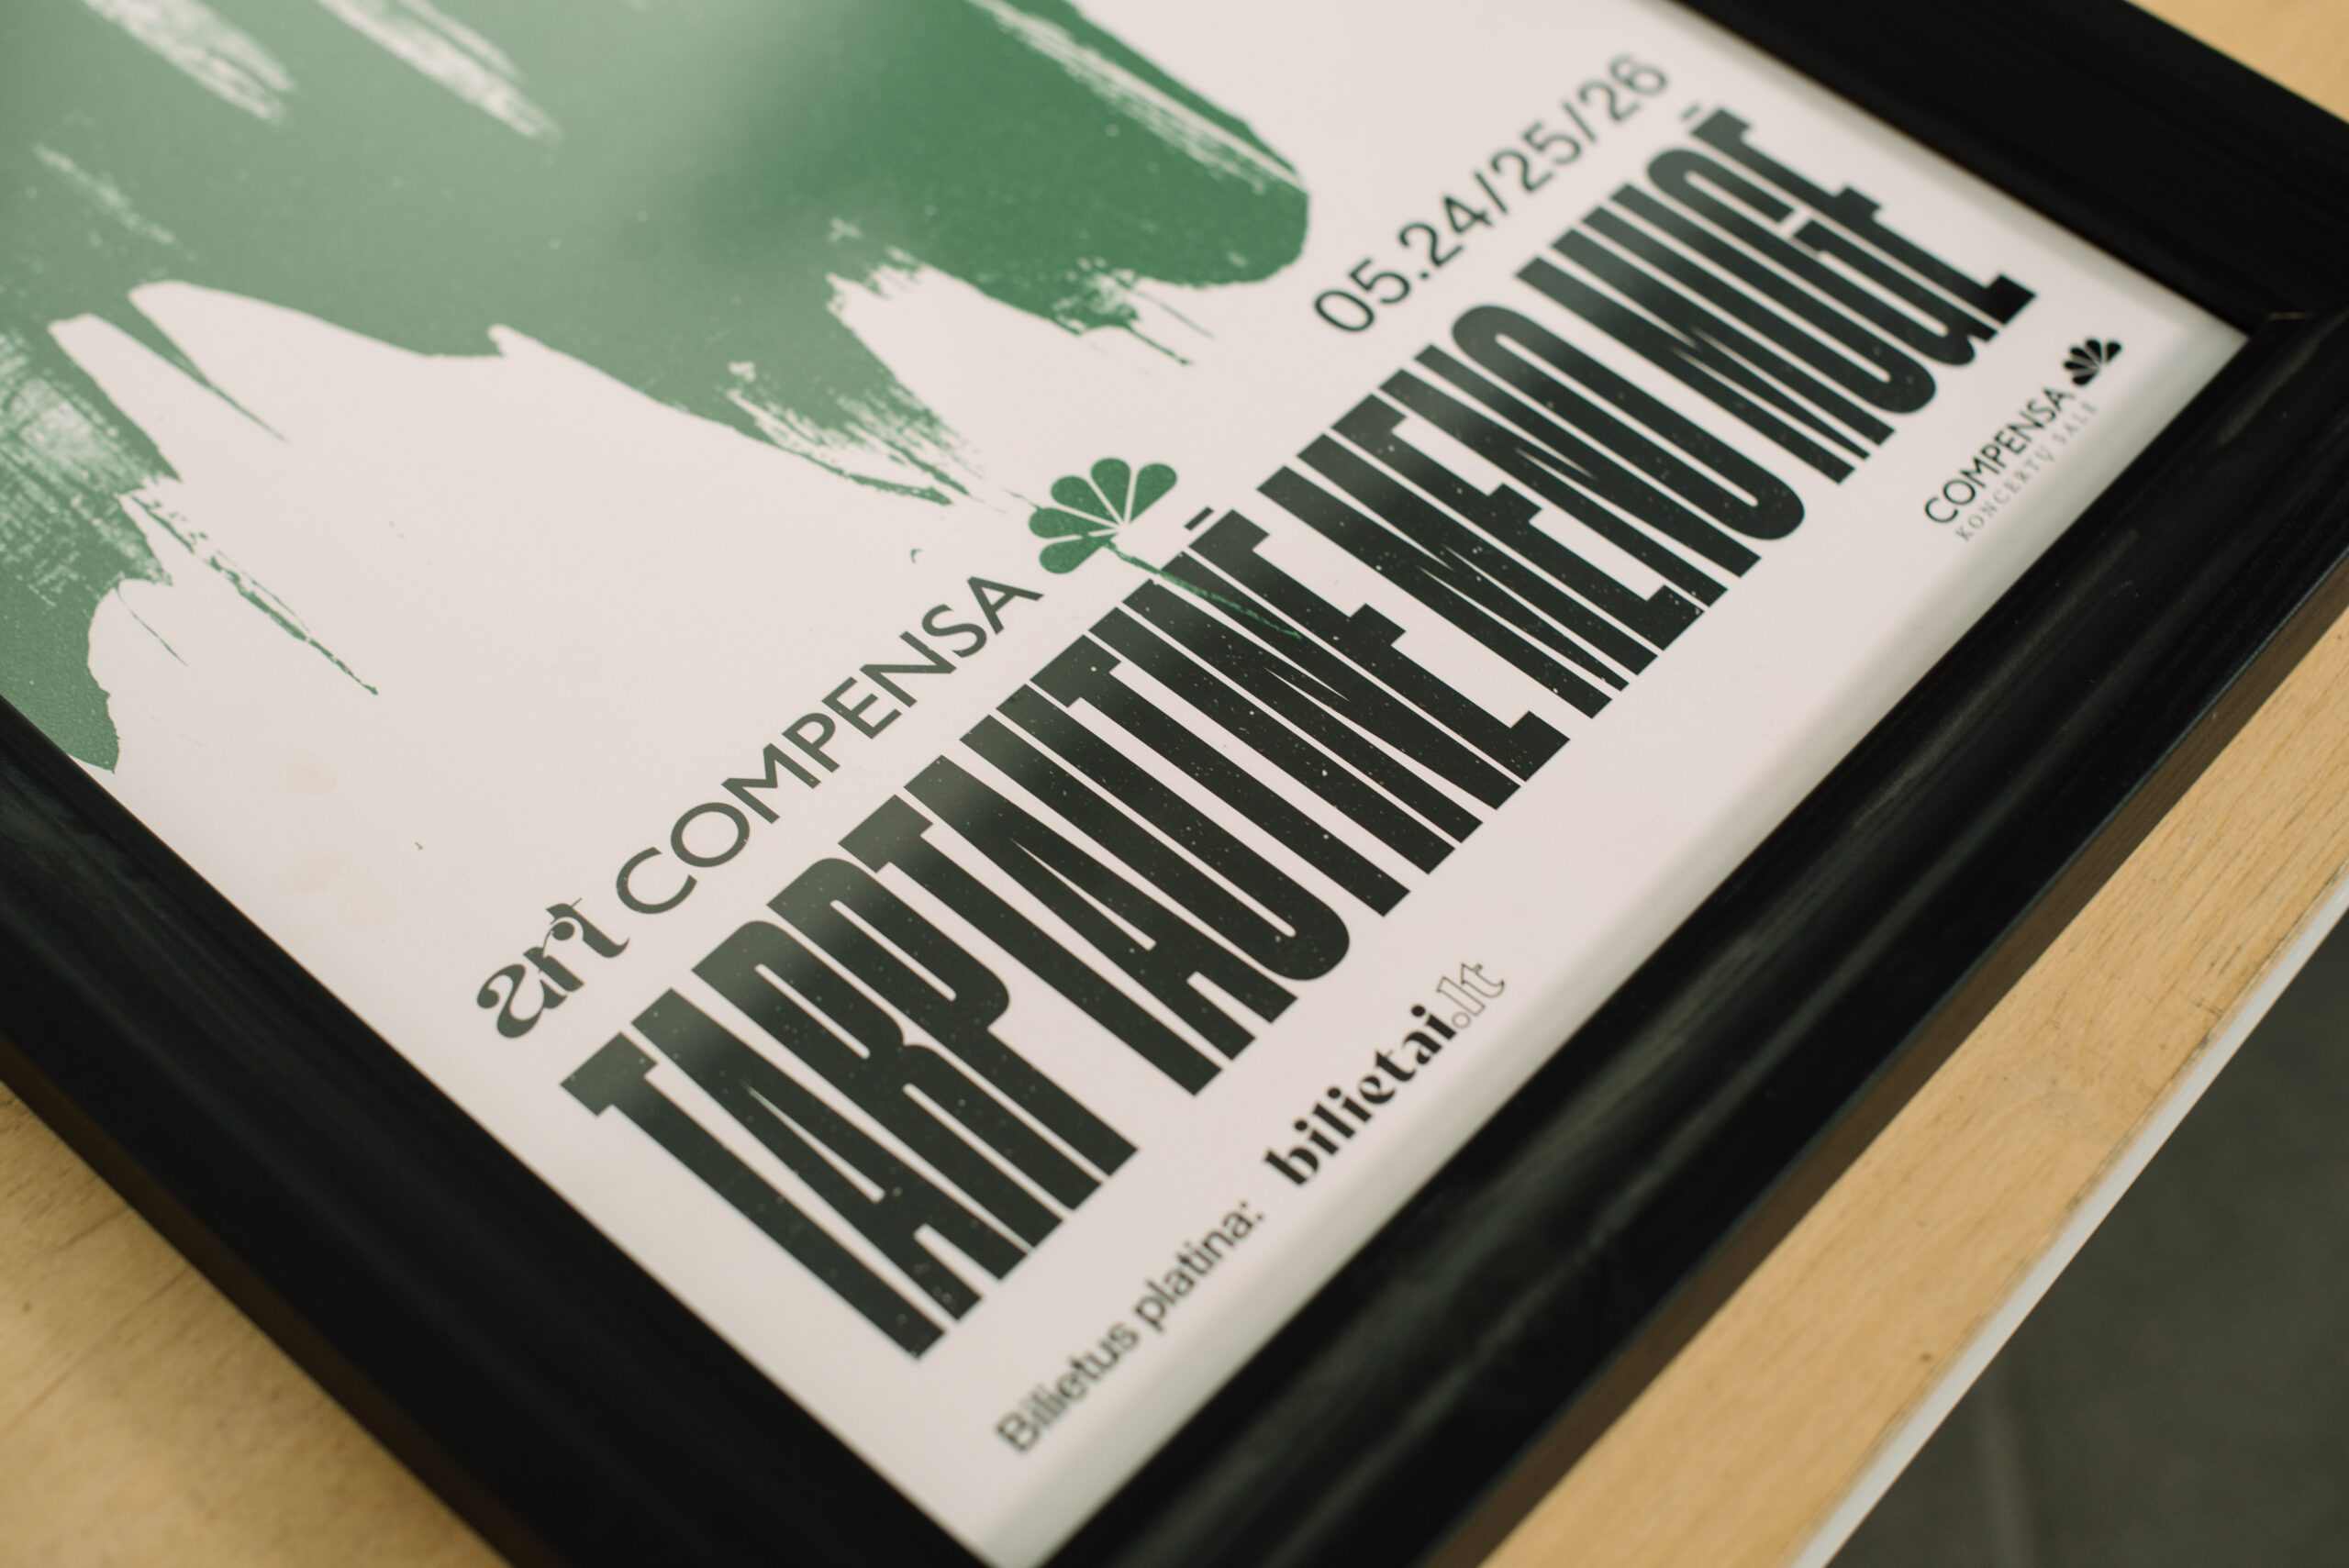 05.24/25/26
art COMPENSA
TARPTAUTINĖ MENO MUGĖ
Bilietus platina: bilietai.lt
COMPENSA
KONCERTŲ SALĖ